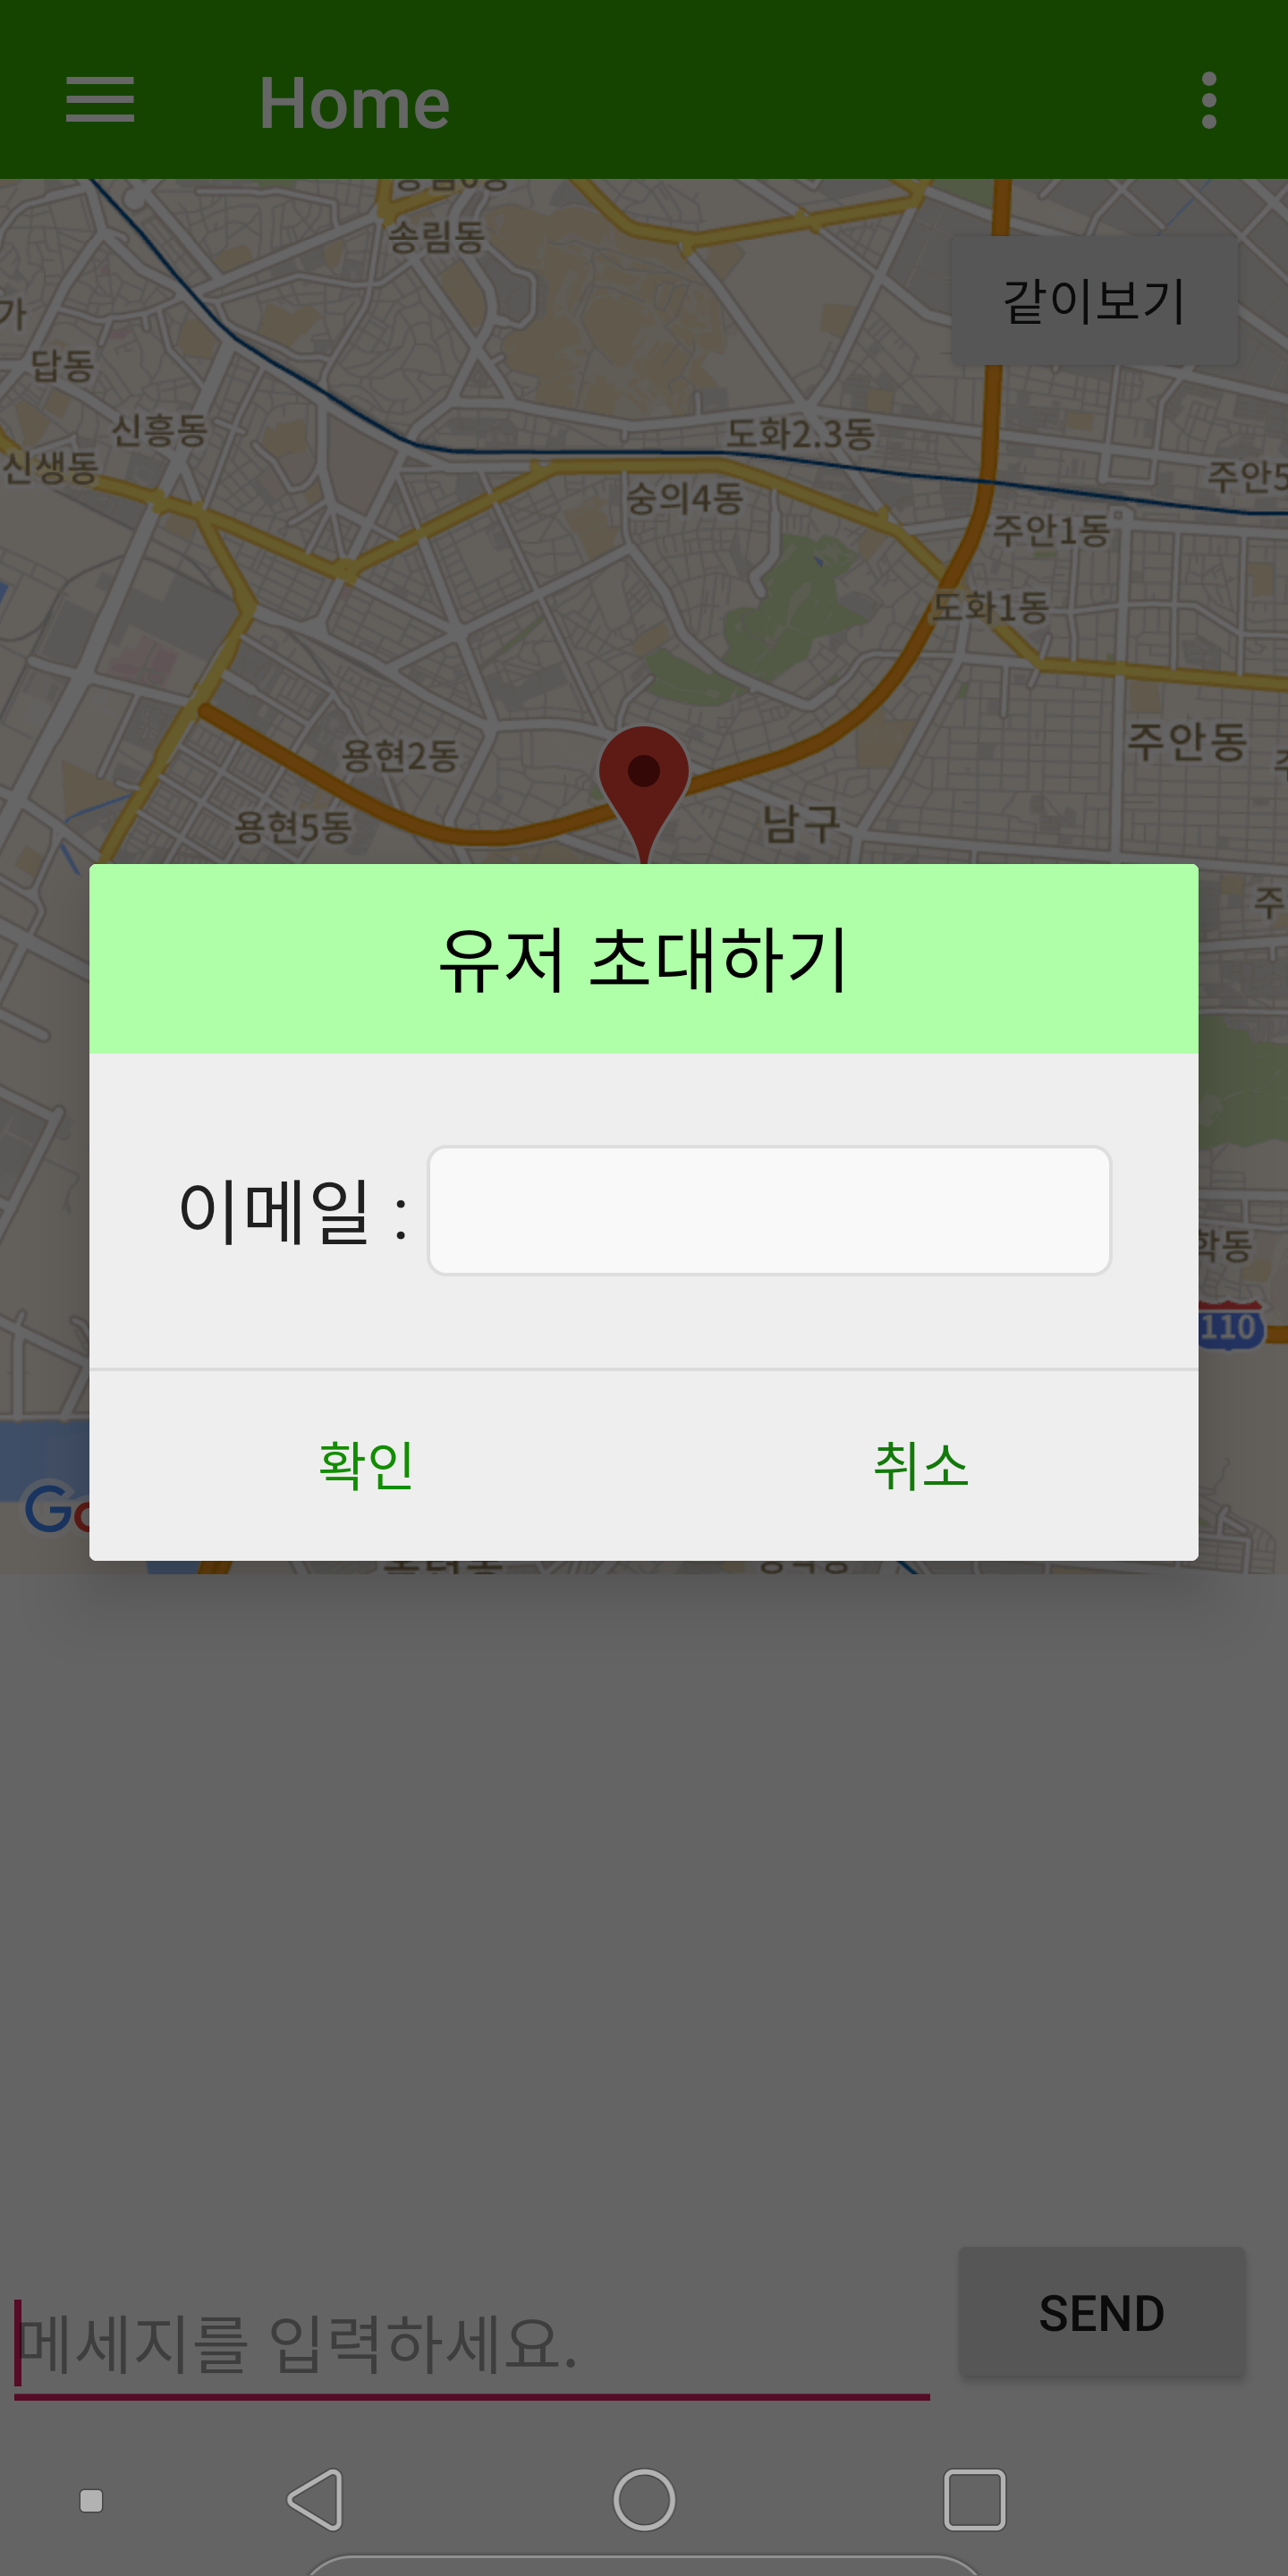 Home
송림동
같이보기
가
답동
신흥동
도화2.3동
신생동
주안5
숭의4동
주안1동
도화1동
주안동
용현2동
용현5동
남구
주
유저 초대하기
이메일 :
학동
110
확인
취소
Go
메세지를 입력하세요.
SEND